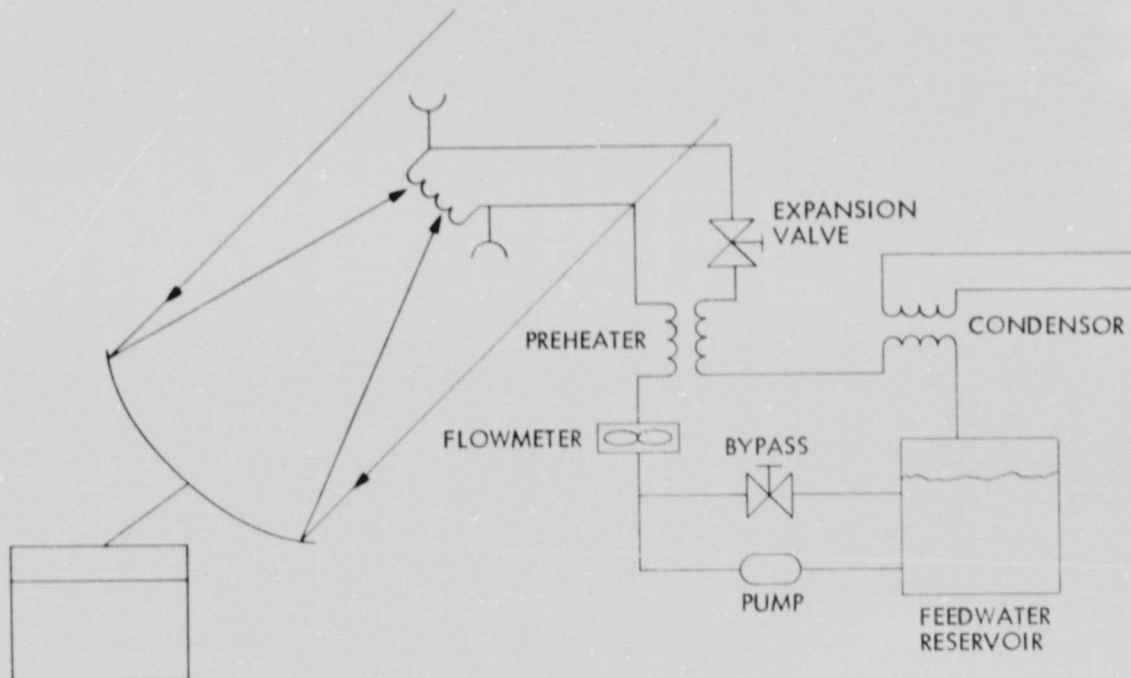 EXPANSION
VALVE
PREHEATER
CONDENSOR
FLOWMETER
BYPASS
PUMP
FEEDWATER
RESERVOIR